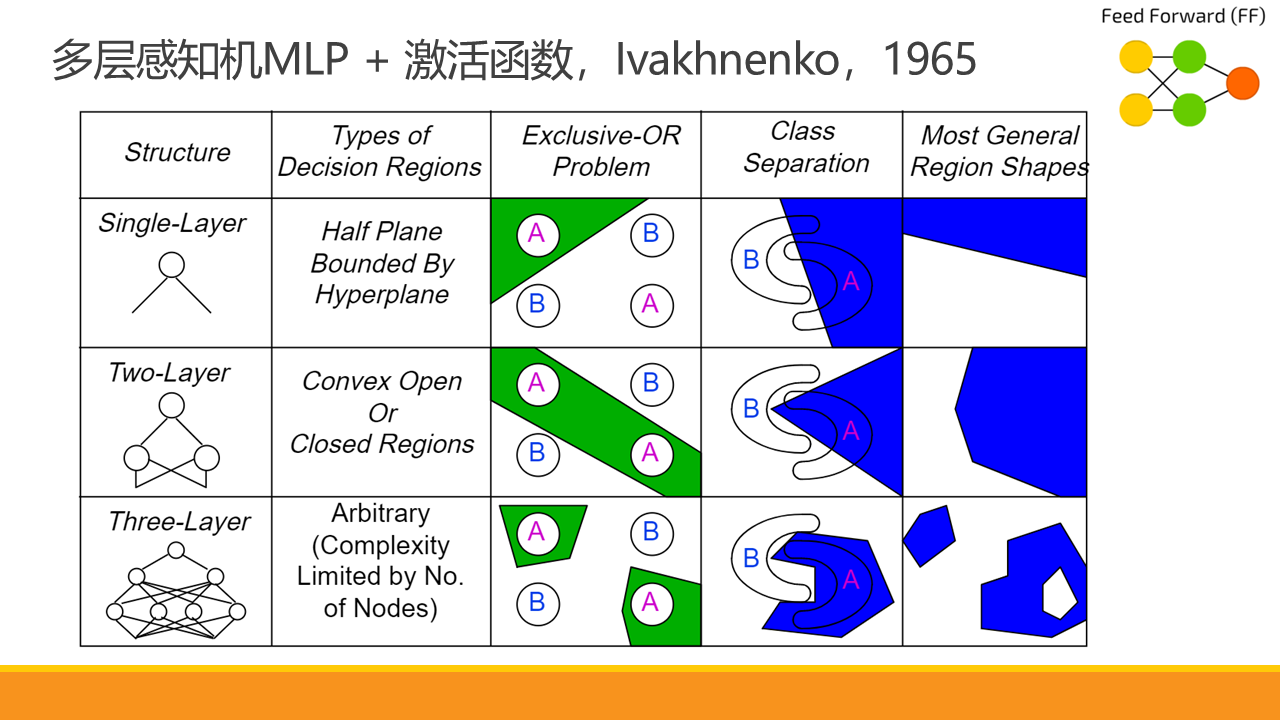 Feed Forward (FF)
多层感知机MLP + 激活函数，Ivakhnenko，1965
Structure
Types of
Decision Regions
Exclusive-OR
Problem
Class
Separation
Most General
Region Shapes
Single-Layer
Half Plane
Bounded By
Hyperplane
A
B
B
A
B
A
Two-Layer
Convex Open
Or
Closed Regions
A
B
B
A
B
A
Three-Layer
Arbitrary
(Complexity
Limited by No.
of Nodes)
A
B
B
A
B
A